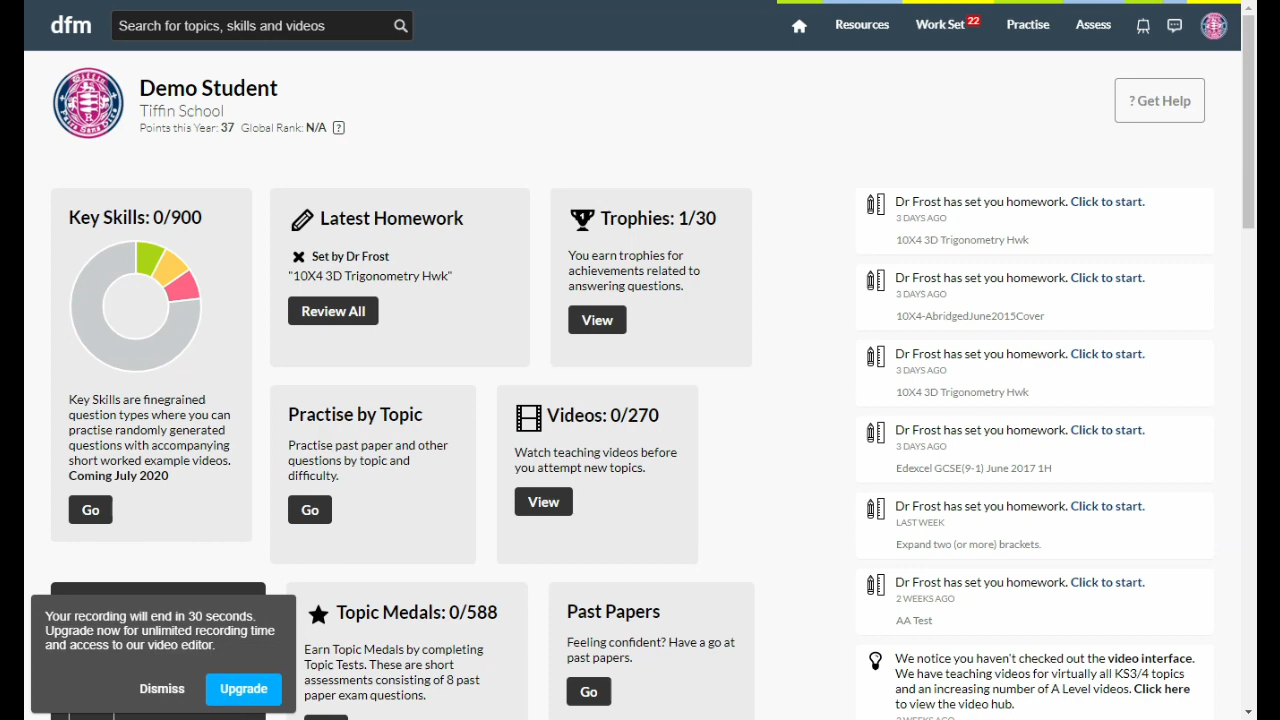 dfm
Search for topics, skills and videos
Resources
Work Set 22
Practise
Assess
Demo Student
Tiffin School
Points this Year: 37 Global Rank: N/A ?
? Get Help
Key Skills: 0/900
Key Skills are finegrained
question types where you can
practise randomly generated
questions with accompanying
short worked example videos.
Coming July 2020
Go
Latest Homework
Set by Dr Frost
"10X4 3D Trigonometry Hwk"
Review All
Trophies: 1/30
You earn trophies for
achievements related to
answering questions.
View
Practise by Topic
Practise past paper and other
questions by topic and
difficulty.
Go
Videos: 0/270
Watch teaching videos before
you attempt new topics.
View
Topic Medals: 0/588
Earn Topic Medals by completing
Topic Tests. These are short
assessments consisting of 8 past
paper exam questions.
Past Papers
Feeling confident? Have a go at
past papers.
Go
Dr Frost has set you homework. Click to start.
3 DAYS AGO
10X4 3D Trigonometry Hwk
Dr Frost has set you homework. Click to start.
3 DAYS AGO
10X4-AbridgedJune2015Cover
Dr Frost has set you homework. Click to start.
3 DAYS AGO
10X4 3D Trigonometry Hwk
Dr Frost has set you homework. Click to start.
3 DAYS AGO
Edexcel GCSE(9-1) June 2017 1H
Dr Frost has set you homework. Click to start.
LAST WEEK
Expand two (or more) brackets.
Dr Frost has set you homework. Click to start.
2 WEEKS AGO
AA Test
We notice you haven't checked out the video interface.
We have teaching videos for virtually all KS3/4 topics
and an increasing number of A Level videos. Click here
to view the video hub.
2 WEEKS AGO
Your recording will end in 30 seconds.
Upgrade now for unlimited recording time
and access to our video editor.
Dismiss
Upgrade